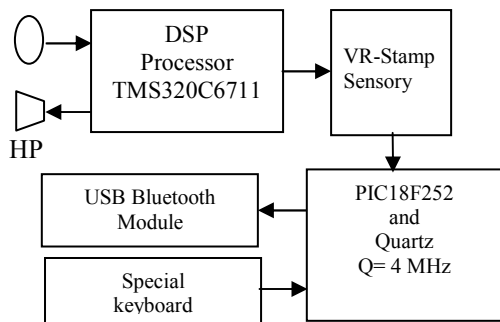 DSP
Processor
TMS320C6711
VR-Stamp
Sensory
HP
USB Bluetooth
Module
PIC18F252
and
Quartz
Q= 4 MHz
Special
keyboard